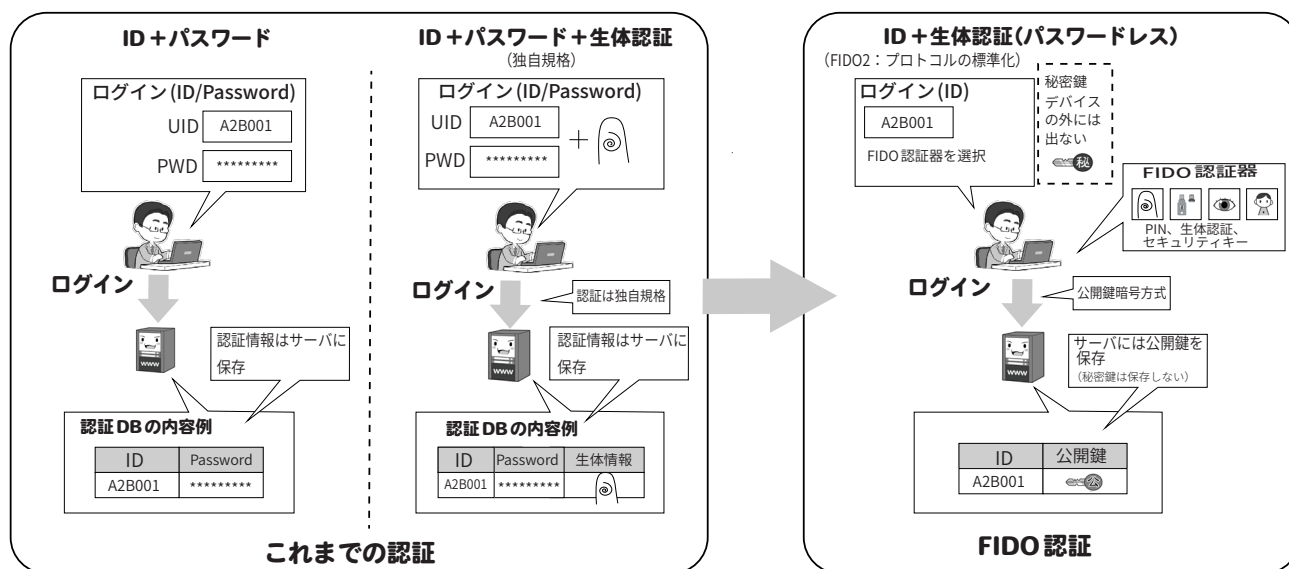 ID+パスワード
ログイン(ID/Password)
UID A2B001
PWD *********
ログイン
認証情報はサーバに
保存
www
認証DBの内容例
ID Password
A2B001 *********
ID+パスワード+生体認証
(独自規格)
ログイン(ID/Password)
UID A2B001
+
PWD *********
ログイン
認証は独自規格
認証情報はサーバに
保存
www
認証DBの内容例
ID Password 生体情報
A2B001 *********
これまでの認証
ID+生体認証(パスワードレス)
(FIDO2:プロトコルの標準化)
ログイン(ID)
A2B001
FIDO認証器を選択
秘密鍵
デバイス
の外には
出ない
秘
FIDO認証器
PIN、生体認証、
セキュリティキー
ログイン
公開鍵暗号方式
サーバには公開鍵を
保存
(秘密鍵は保存しない)
www
ID 公開鍵
A2B001 公
FIDO認証